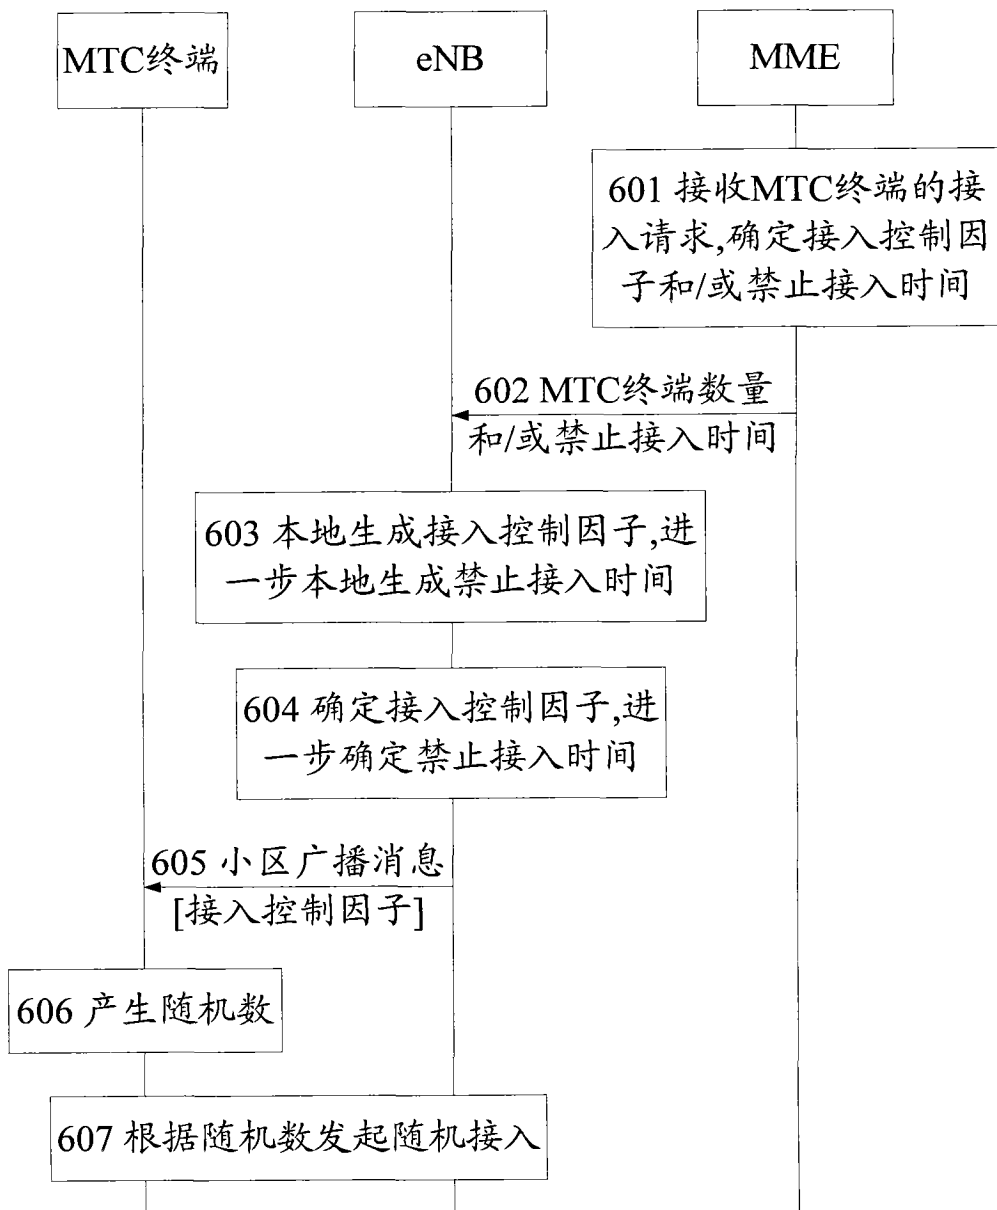 MTC终端
eNB
MME
601 接收MTC终端的接
入请求,确定接入控制因
子和/或禁止接入时间
602 MTC终端数量
和/或禁止接入时间
603 本地生成接入控制因子,进
一步本地生成禁止接入时间
604 确定接入控制因子,进
一步确定禁止接入时间
605 小区广播消息
[接入控制因子]
606 产生随机数
607 根据随机数发起随机接入